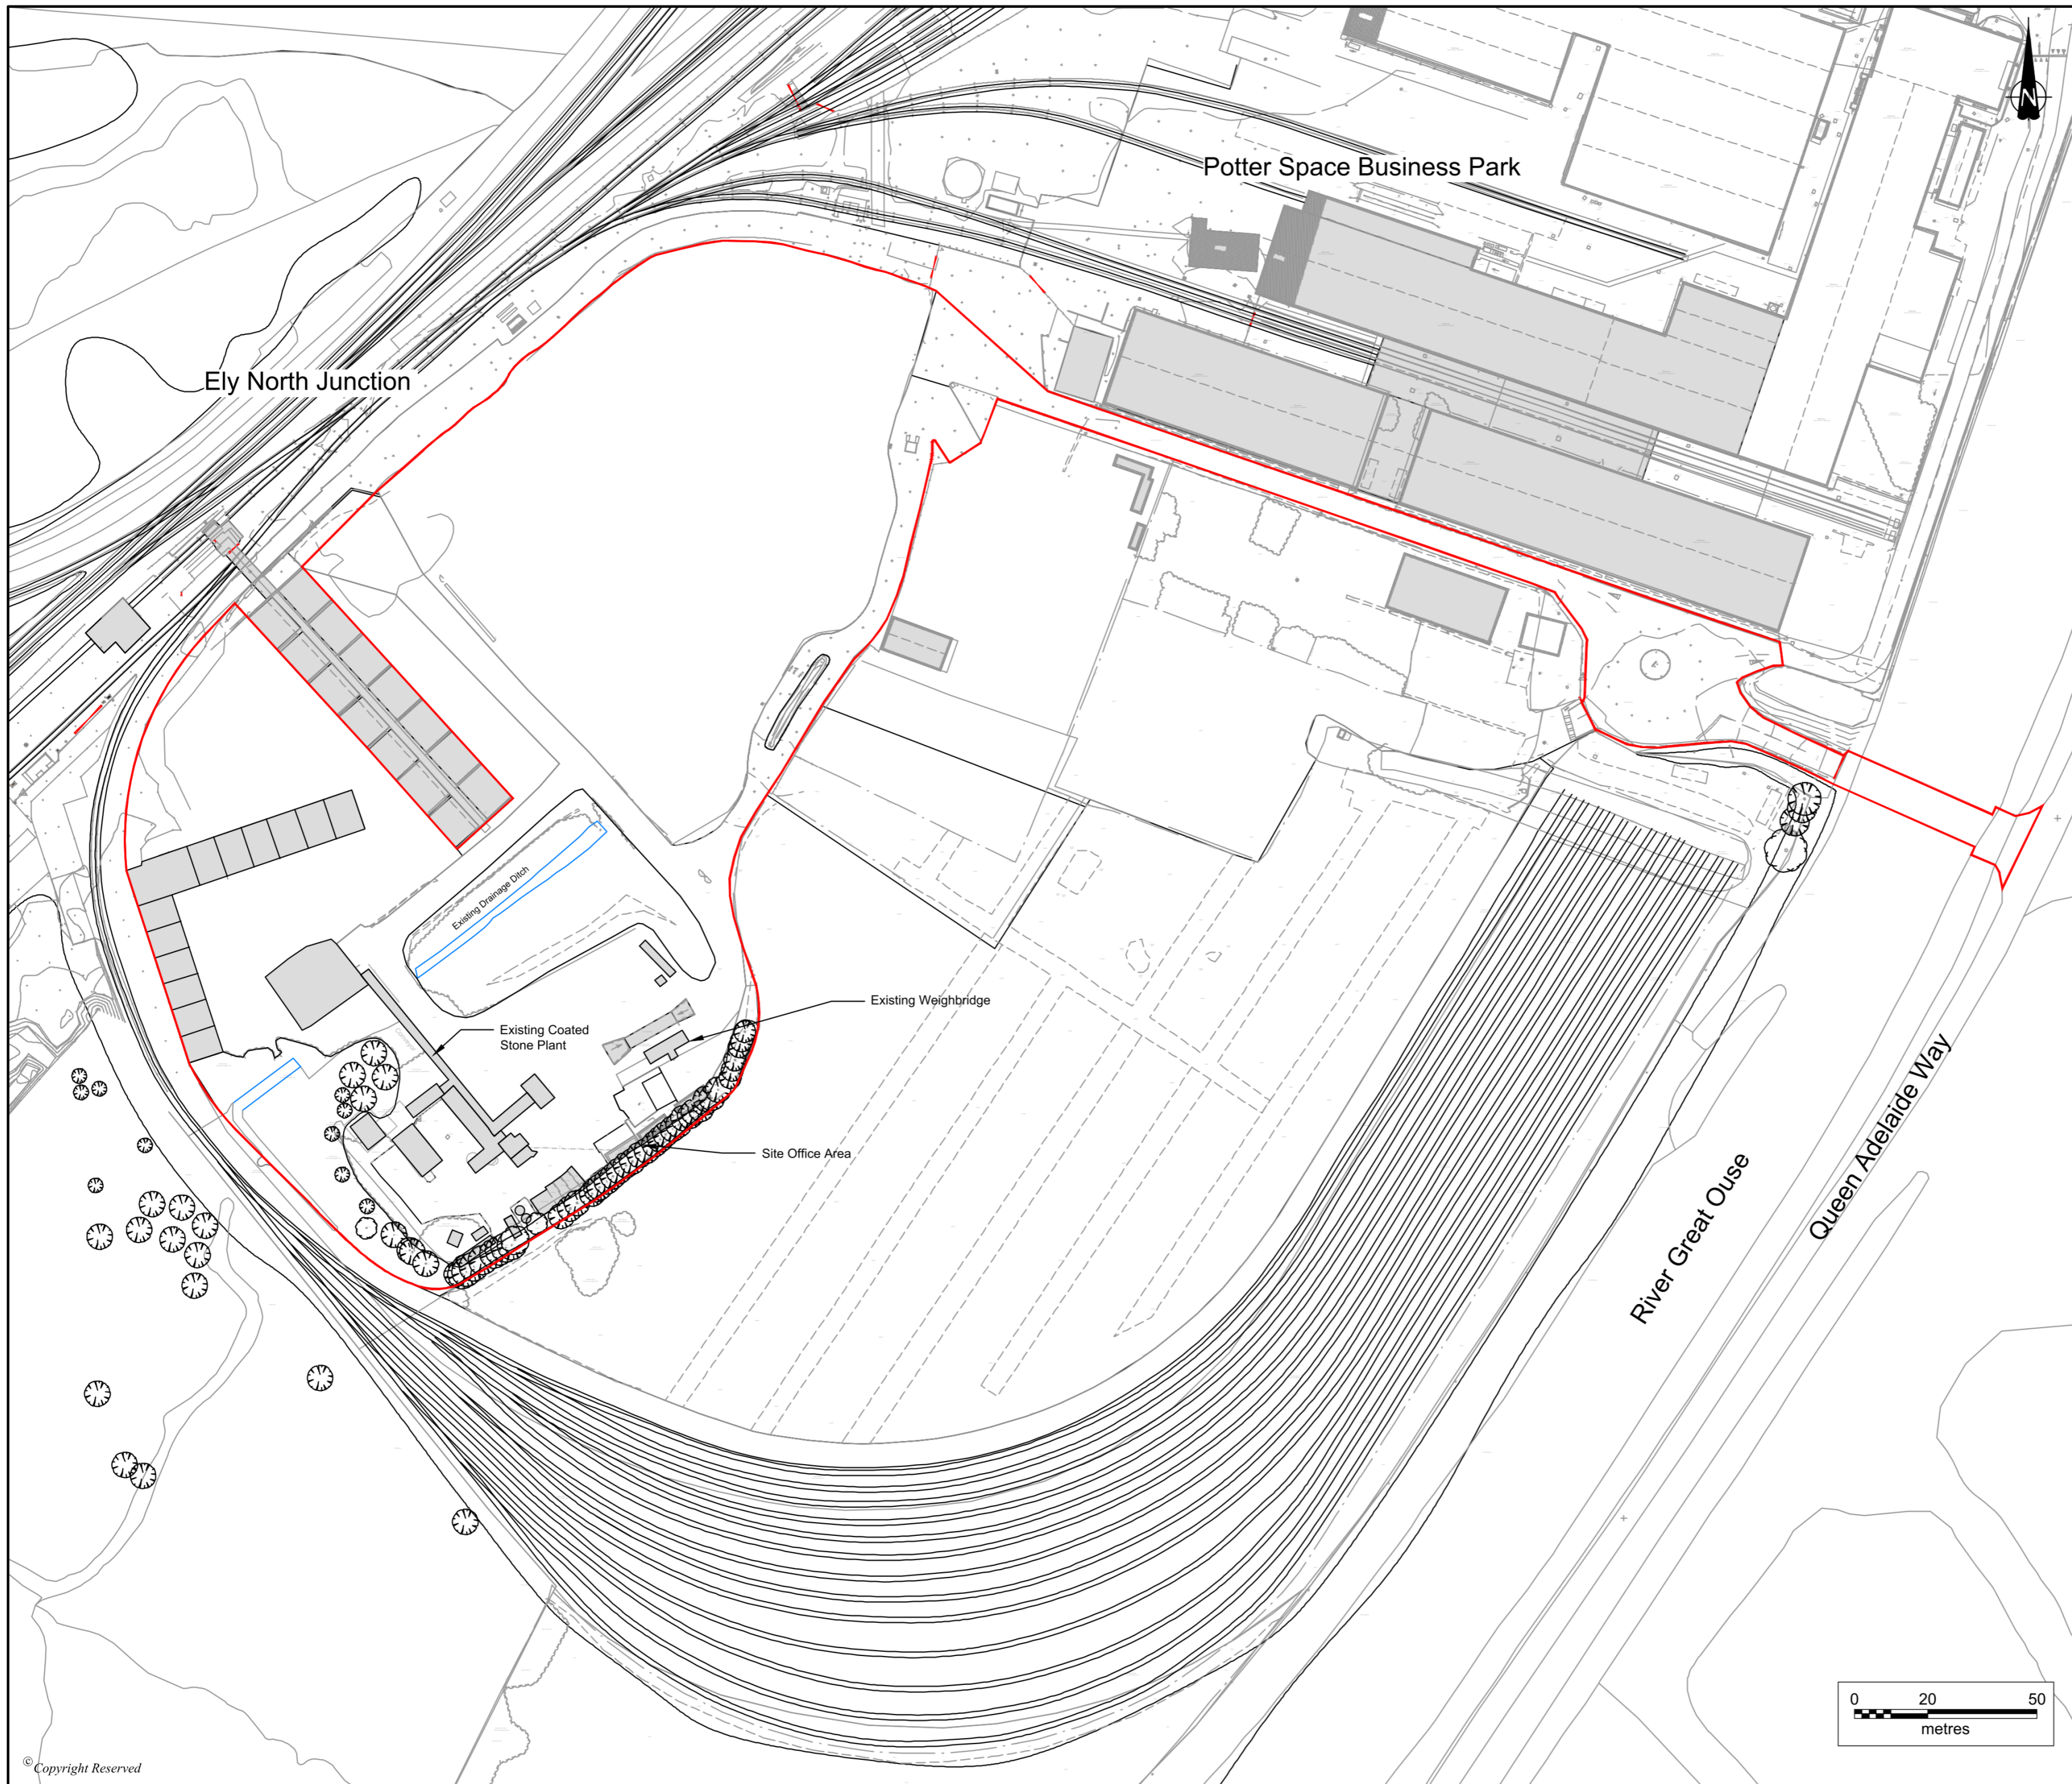 N
Potter Space Business Park
Ely North Junction
Existing Drainage Ditch
Existing Weighbridge
Existing Coated
Stone Plant
Site Office Area
River Great Ouse
Queen Adelaide Way
0 20 50
metres
© Copyright Reserved